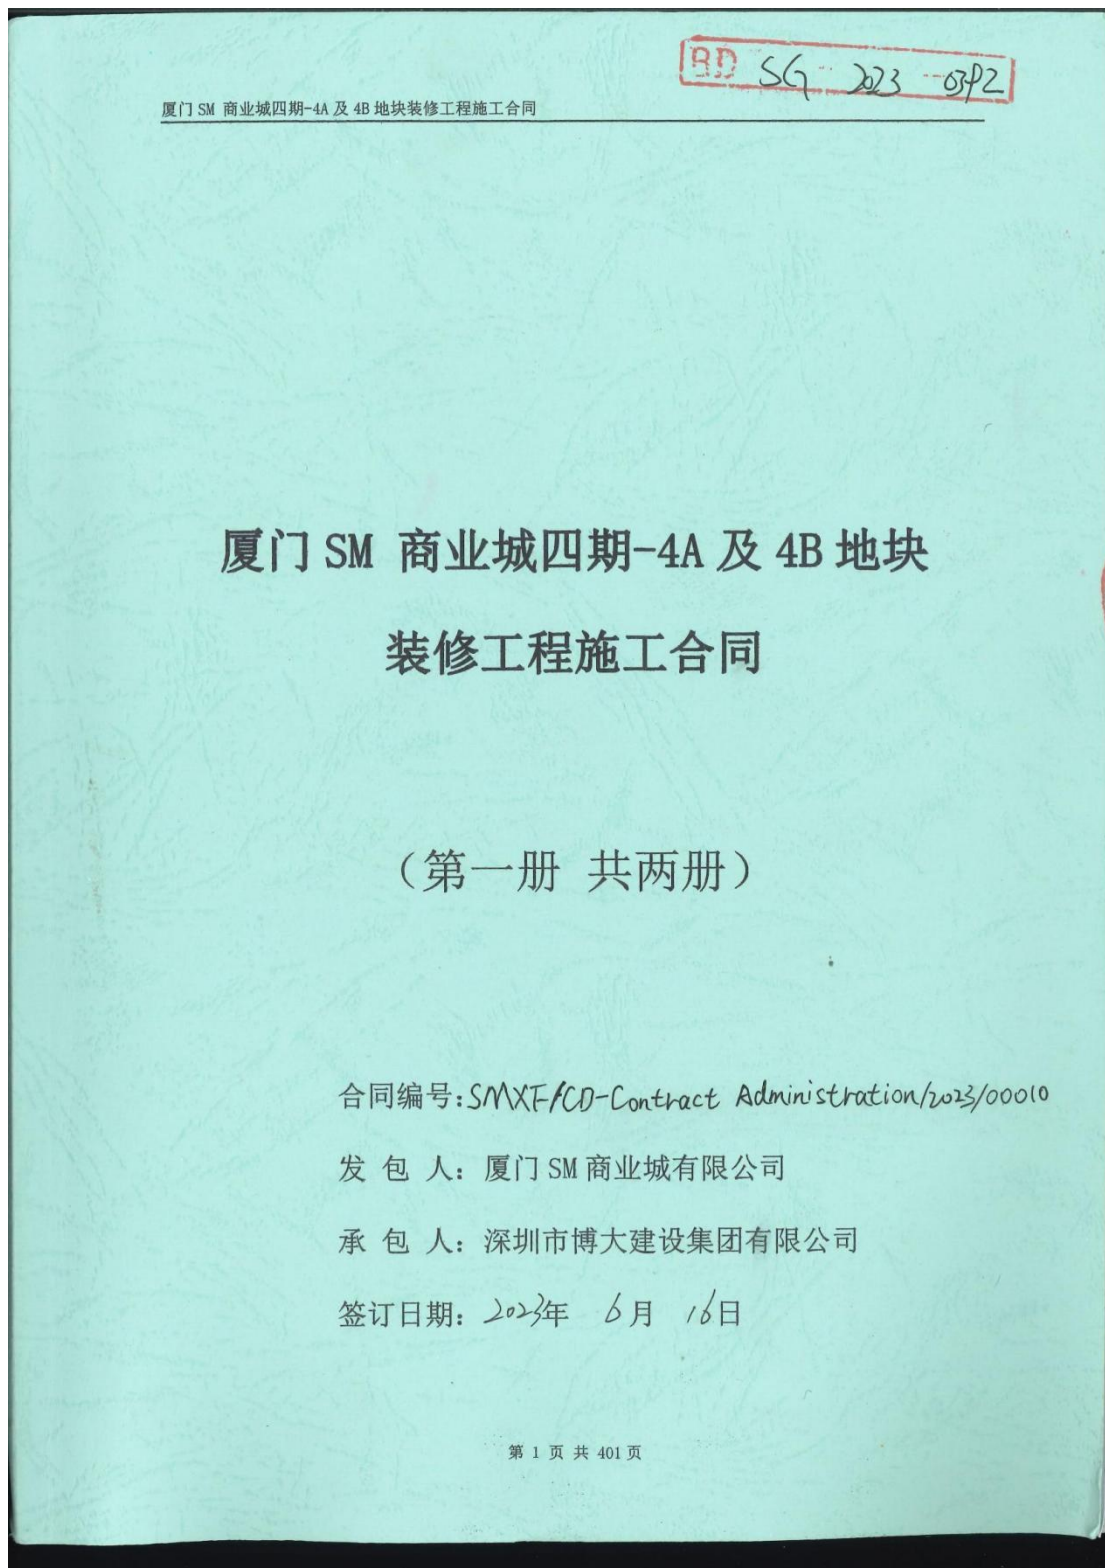 BD SG 2023 0392
厦门 SM 商业城四期-4A 及 4B 地块装修工程施工合同
厦门 SM 商业城四期-4A 及 4B 地块
装修工程施工合同
（第一册 共两册）
合同编号:SMXF/CD-Contract Administration/2023/00010
发 包 人：厦门 SM 商业城有限公司
承 包 人：深圳市博大建设集团有限公司
签订日期：2023年 6月 16日
第 1 页 共 401 页